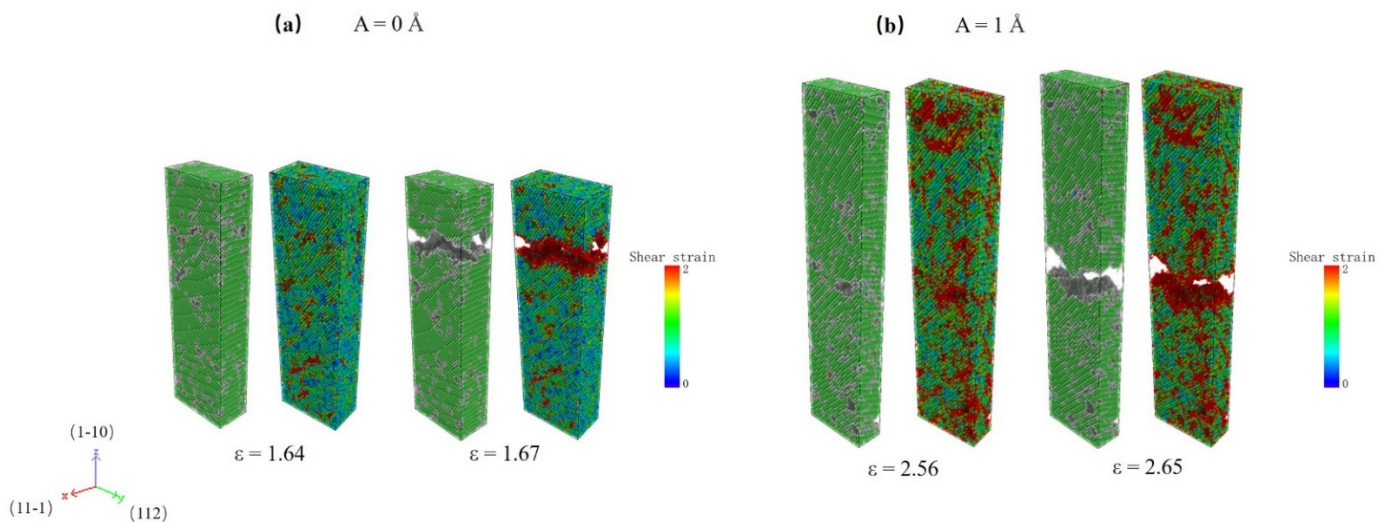 (a) A = 0 Å
(b) A = 1 Å
Shear strain
2
0
ε = 1.64
ε = 1.67
Shear strain
2
0
ε = 2.56
ε = 2.65
(1-10)
z
(11-1)
x
y
(112)